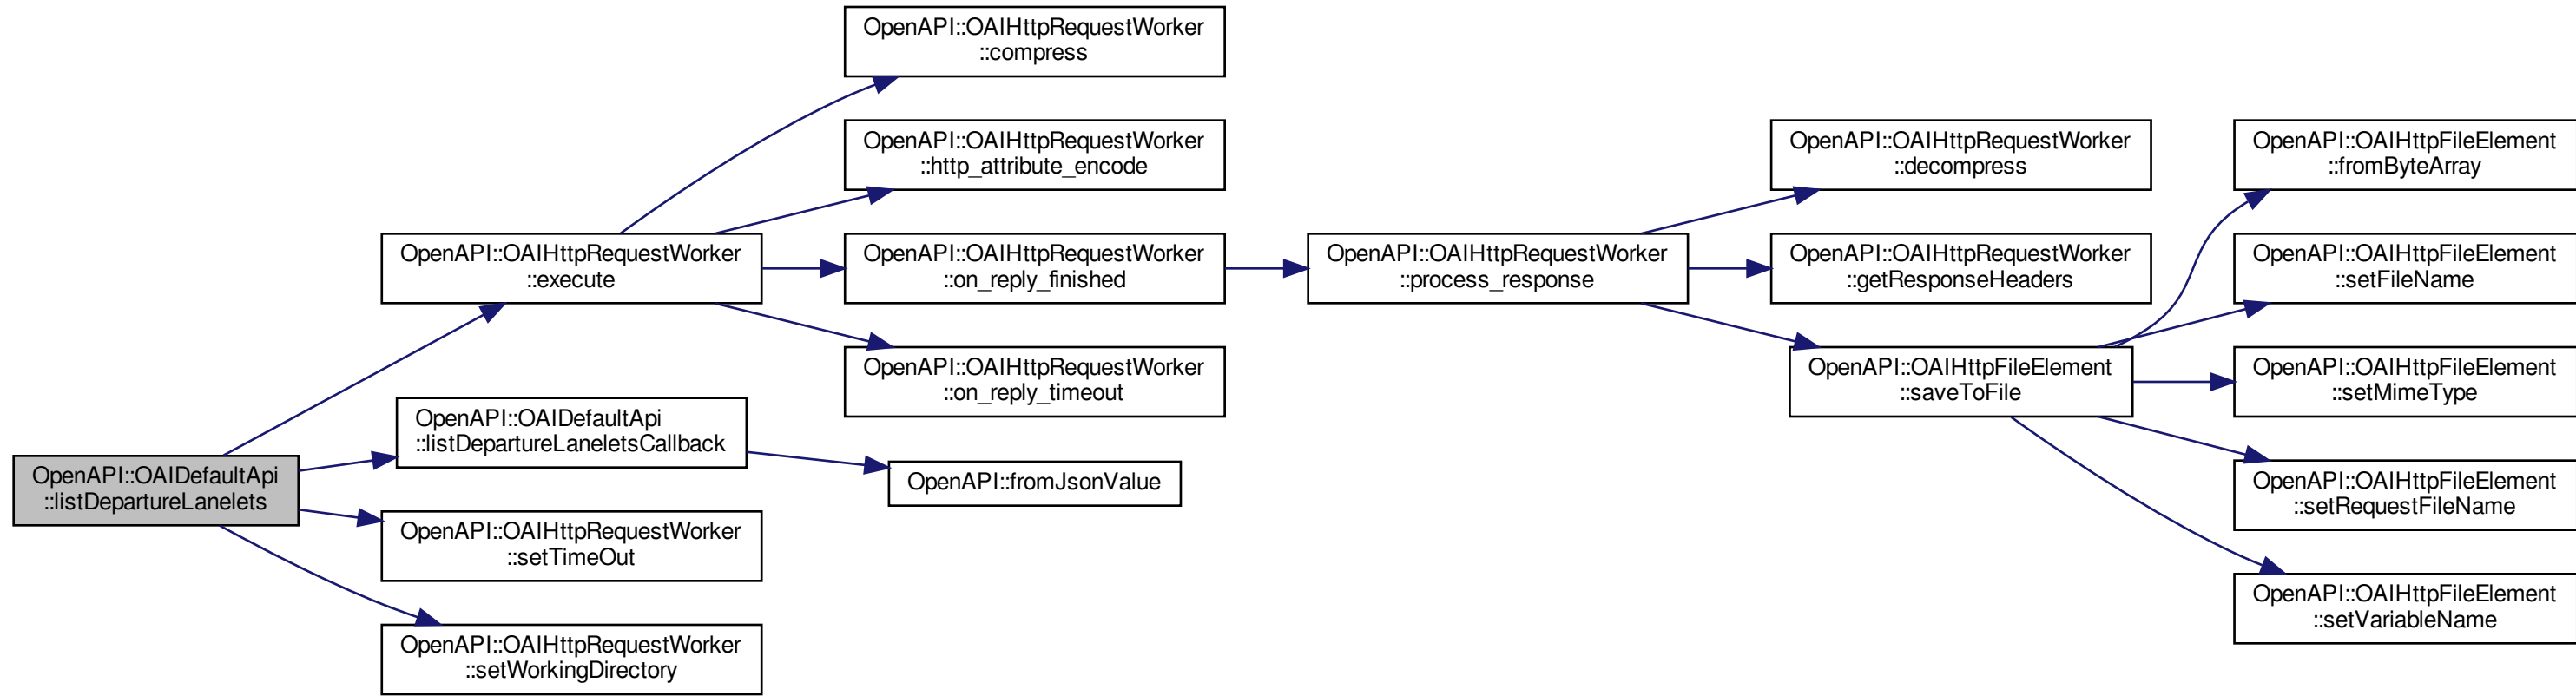 OpenAPI::OAIDefaultApi
::listDepartureLanelets
OpenAPI::OAIHttpRequestWorker
::execute
OpenAPI::OAIHttpRequestWorker
::compress
OpenAPI::OAIHttpRequestWorker
::http_attribute_encode
OpenAPI::OAIHttpRequestWorker
::on_reply_finished
OpenAPI::OAIHttpRequestWorker
::process_response
OpenAPI::OAIHttpRequestWorker
::decompress
OpenAPI::OAIHttpRequestWorker
::getResponseHeaders
OpenAPI::OAIHttpFileElement
::saveToFile
OpenAPI::OAIHttpFileElement
::fromByteArray
OpenAPI::OAIHttpFileElement
::setFileName
OpenAPI::OAIHttpFileElement
::setMimeType
OpenAPI::OAIHttpFileElement
::setRequestFileName
OpenAPI::OAIHttpFileElement
::setVariableName
OpenAPI::OAIHttpRequestWorker
::on_reply_timeout
OpenAPI::OAIDefaultApi
::listDepartureLaneletsCallback
OpenAPI::fromJsonValue
OpenAPI::OAIHttpRequestWorker
::setTimeOut
OpenAPI::OAIHttpRequestWorker
::setWorkingDirectory